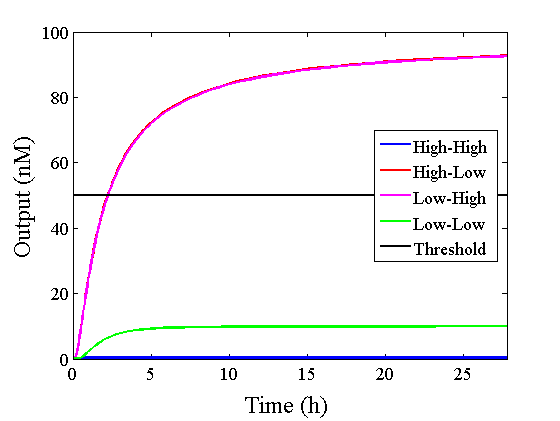 100
80
60
40
20
0
Output (nM)
High-High
High-Low
Low-High
Low-Low
Threshold
0 5 10 15 20 25
Time (h)